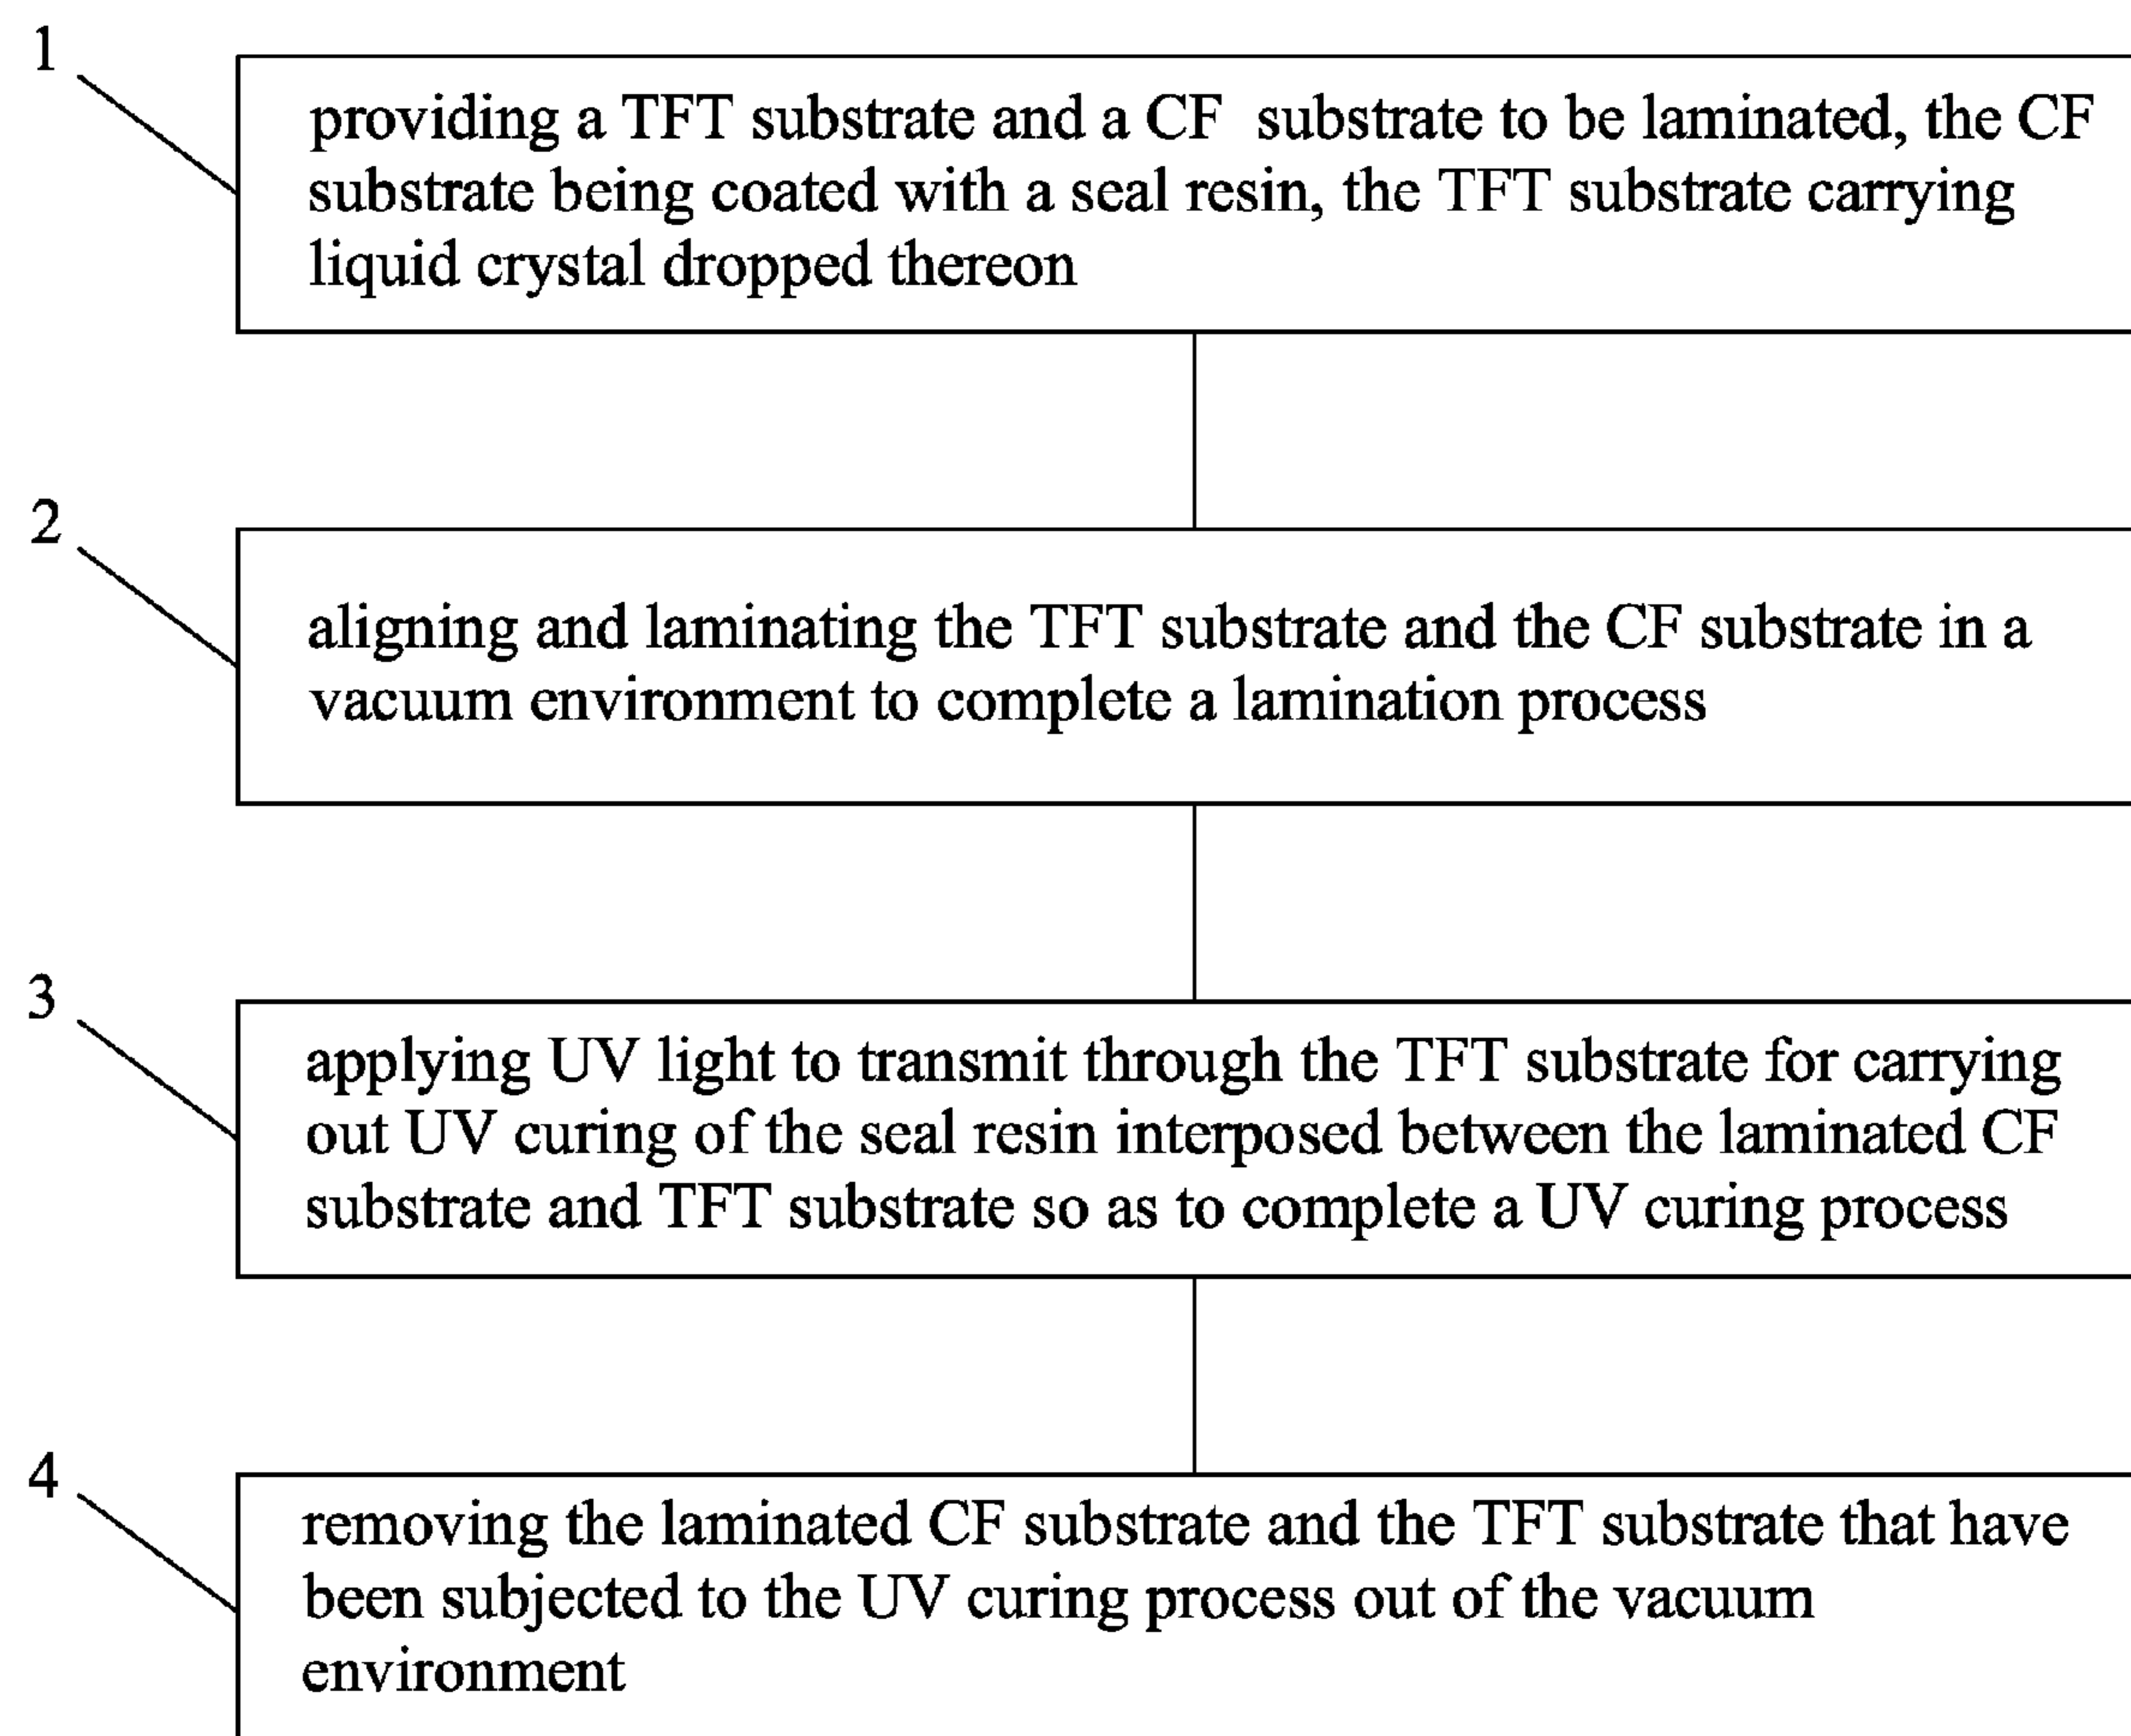 1
providing a TFT substrate and a CF substrate to be laminated, the CF
substrate being coated with a seal resin, the TFT substrate carrying
liquid crystal dropped thereon
2
aligning and laminating the TFT substrate and the CF substrate in a
vacuum environment to complete a lamination process
3
applying UV light to transmit through the TFT substrate for carrying
out UV curing of the seal resin interposed between the laminated CF
substrate and TFT substrate so as to complete a UV curing process
4
removing the laminated CF substrate and the TFT substrate that have
been subjected to the UV curing process out of the vacuum
environment